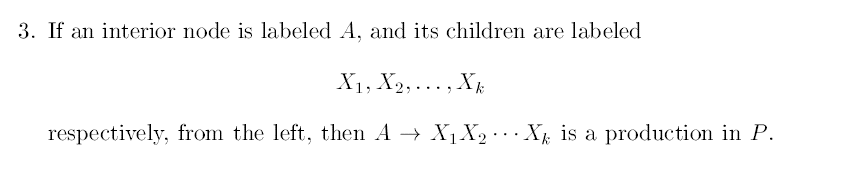 3. If an interior node is labeled A, and its children are labeled
X₁, X₂, . . . , Xₖ
respectively, from the left, then A → X₁X₂ · · · Xₖ is a production in P.